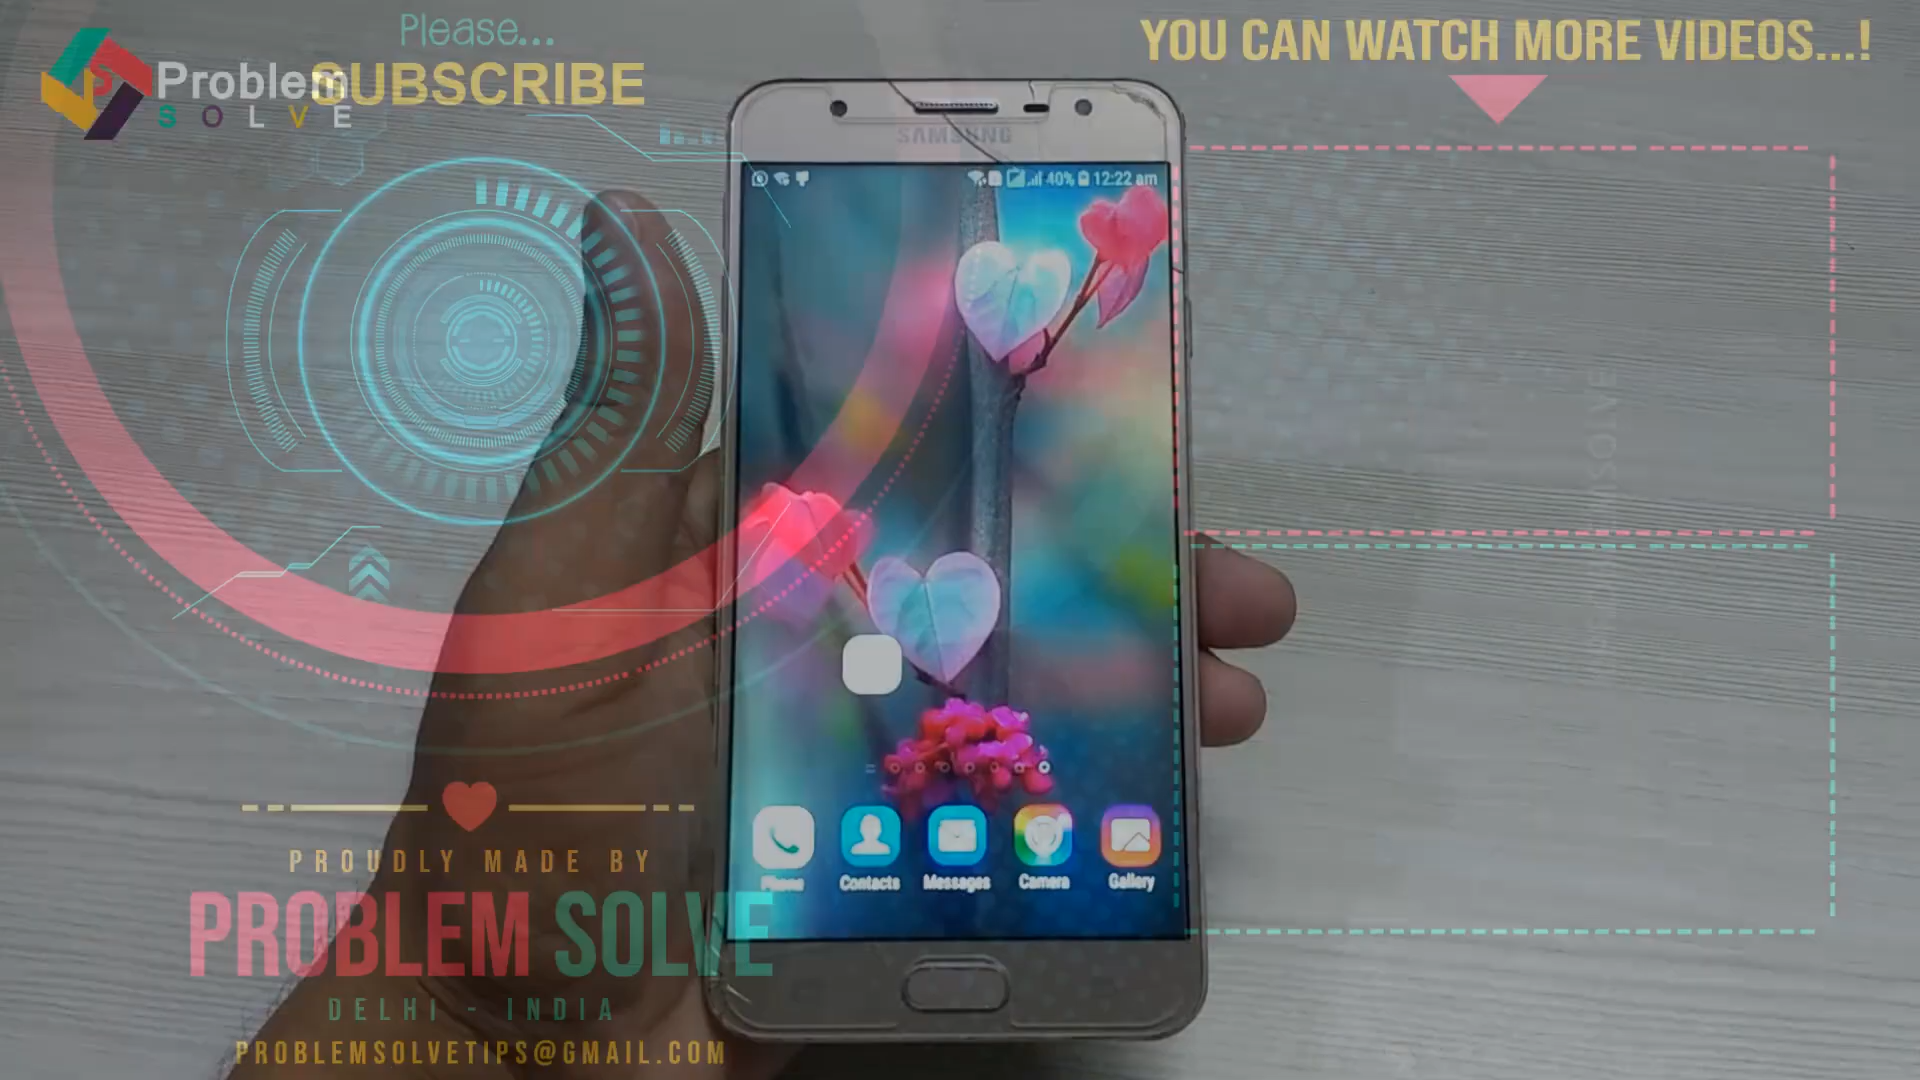 Please...
SUBSCRIBE
Problem
SOLVE
YOU CAN WATCH MORE VIDEOS...!
SAMSUNG
40% 12:22 am
Phone Contacts Messages Camera Gallery
PROUDLY MADE BY
PROBLEM SOLVE
DELHI - INDIA
PROBLEMSOLVETIPS@GMAIL.COM